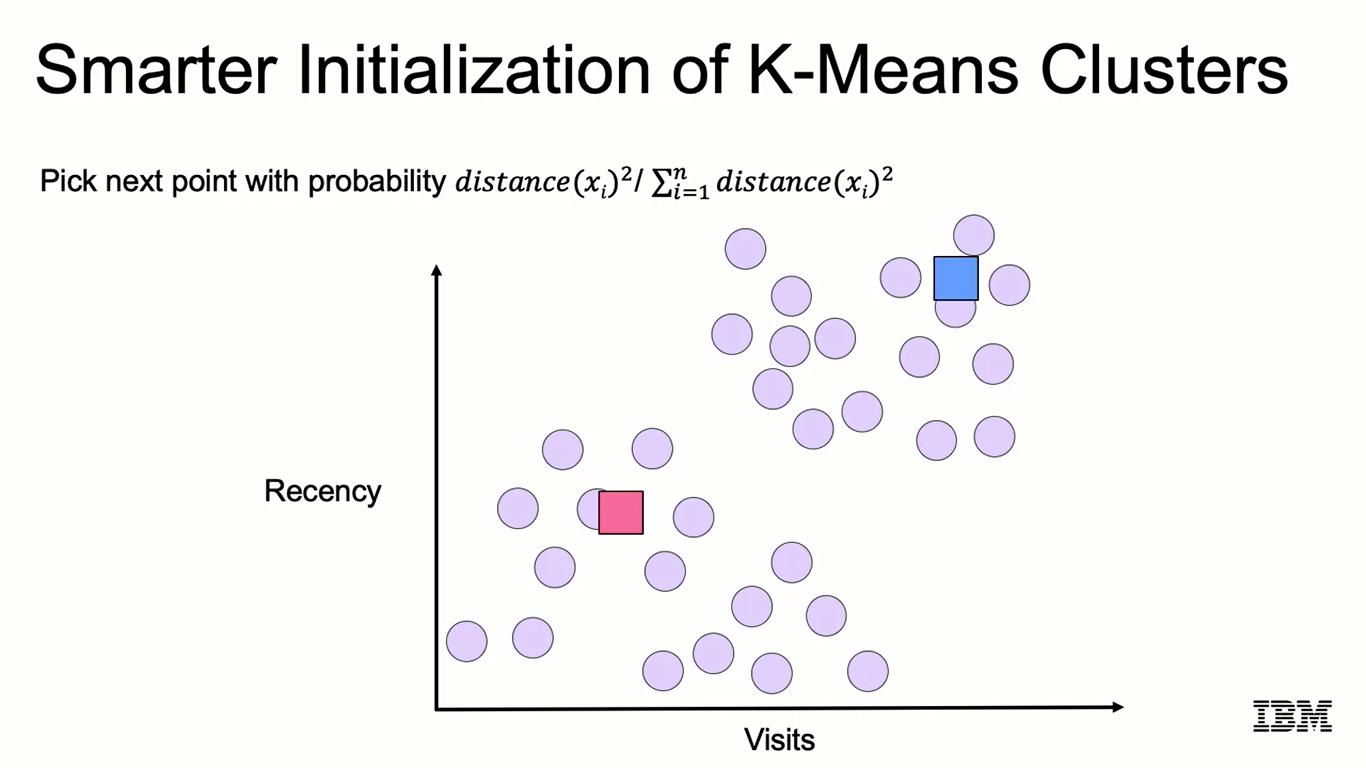 Smarter Initialization of K-Means Clusters
Pick next point with probability distance(xᵢ)²/ ∑ⁿᵢ₌₁ distance(xᵢ)²
Recency
Visits
IBM